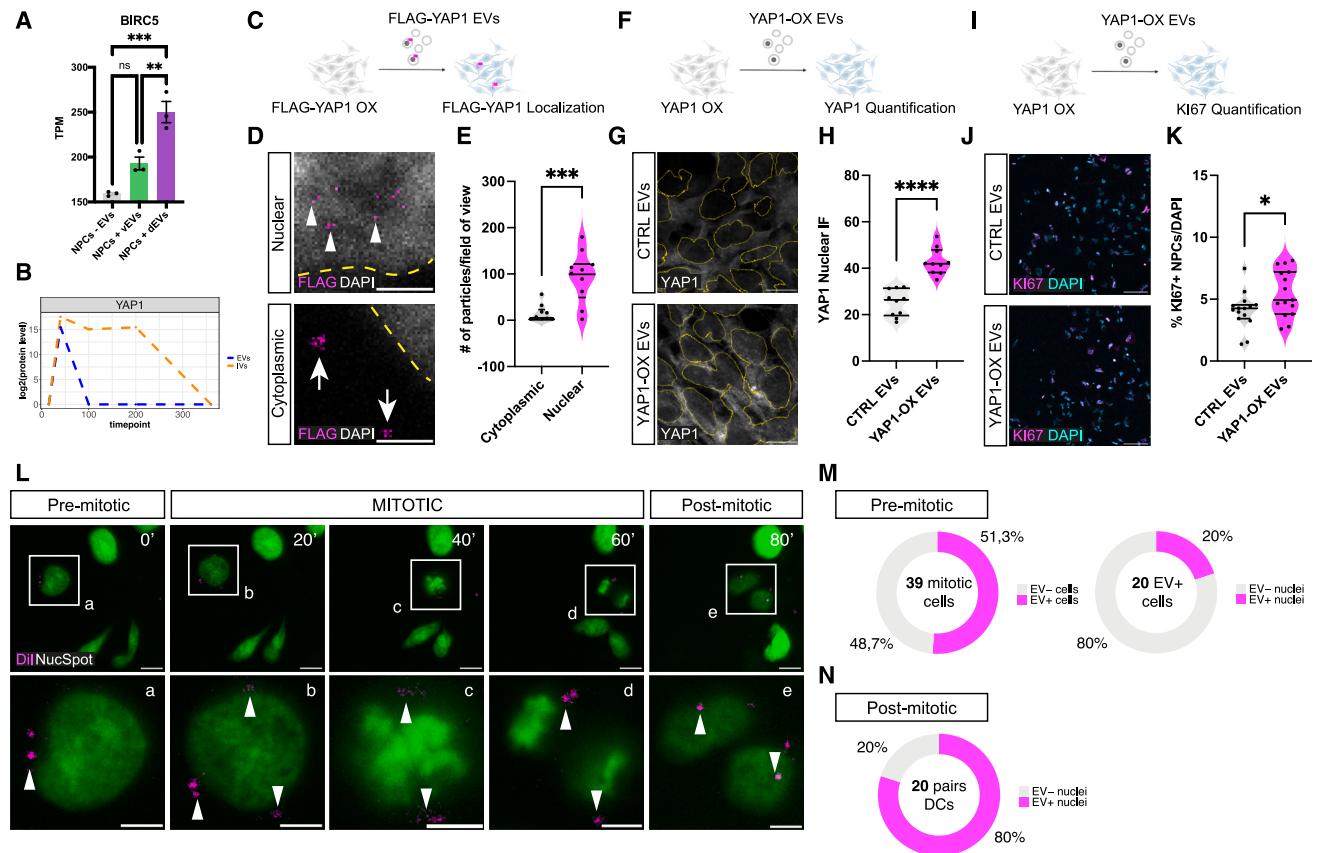 A
BIRC5
***
ns
**
TPM
300
250
200
150
NPCs - EVs
NPCs + vEVs
NPCs + dEVs
B
YAP1
log2(protein level)
15
10
5
0
0
100
200
300
timepoint
EVs
IVs
C
FLAG-YAP1 EVs
FLAG-YAP1 OX
FLAG-YAP1 Localization
D
Nuclear
FLAG DAPI
Cytoplasmic
FLAG DAPI
E
***
# of particles/field of view
300
200
100
0
-100
Cytoplasmic
Nuclear
F
YAP1-OX EVs
YAP1 OX
YAP1 Quantification
G
CTRL EVs
YAP1
YAP1-OX EVs
YAP1
H
****
YAP1 Nuclear IF
80
60
40
20
0
CTRL EVs
YAP1-OX EVs
I
YAP1-OX EVs
YAP1 OX
KI67 Quantification
J
CTRL EVs
KI67 DAPI
YAP1-OX EVs
KI67 DAPI
K
*
% KI67+ NPCs/DAPI
15
10
5
0
CTRL EVs
YAP1-OX EVs
L
Pre-mitotic
MITOTIC
Post-mitotic
0’
20’
40’
60’
80’
a
b
c
d
e
DiI NucSpot
a
b
c
d
e
M
Pre-mitotic
51,3%
39 mitotic
cells
48,7%
EV- cells
EV+ cells
20%
20 EV+
cells
80%
EV- nuclei
EV+ nuclei
N
Post-mitotic
20%
20 pairs
DCs
80%
EV- nuclei
EV+ nuclei